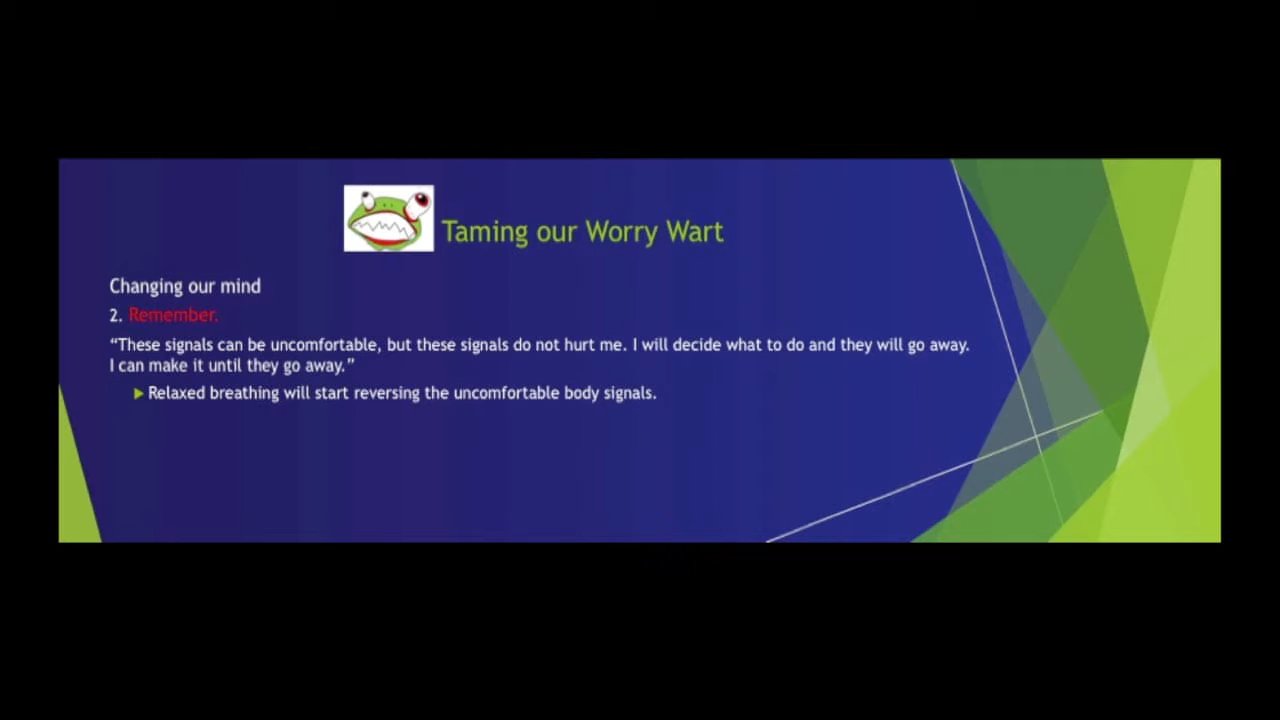 Taming our Worry Wart
Changing our mind
2. Remember.
“These signals can be uncomfortable, but these signals do not hurt me. I will decide what to do and they will go away.
I can make it until they go away.”
Relaxed breathing will start reversing the uncomfortable body signals.